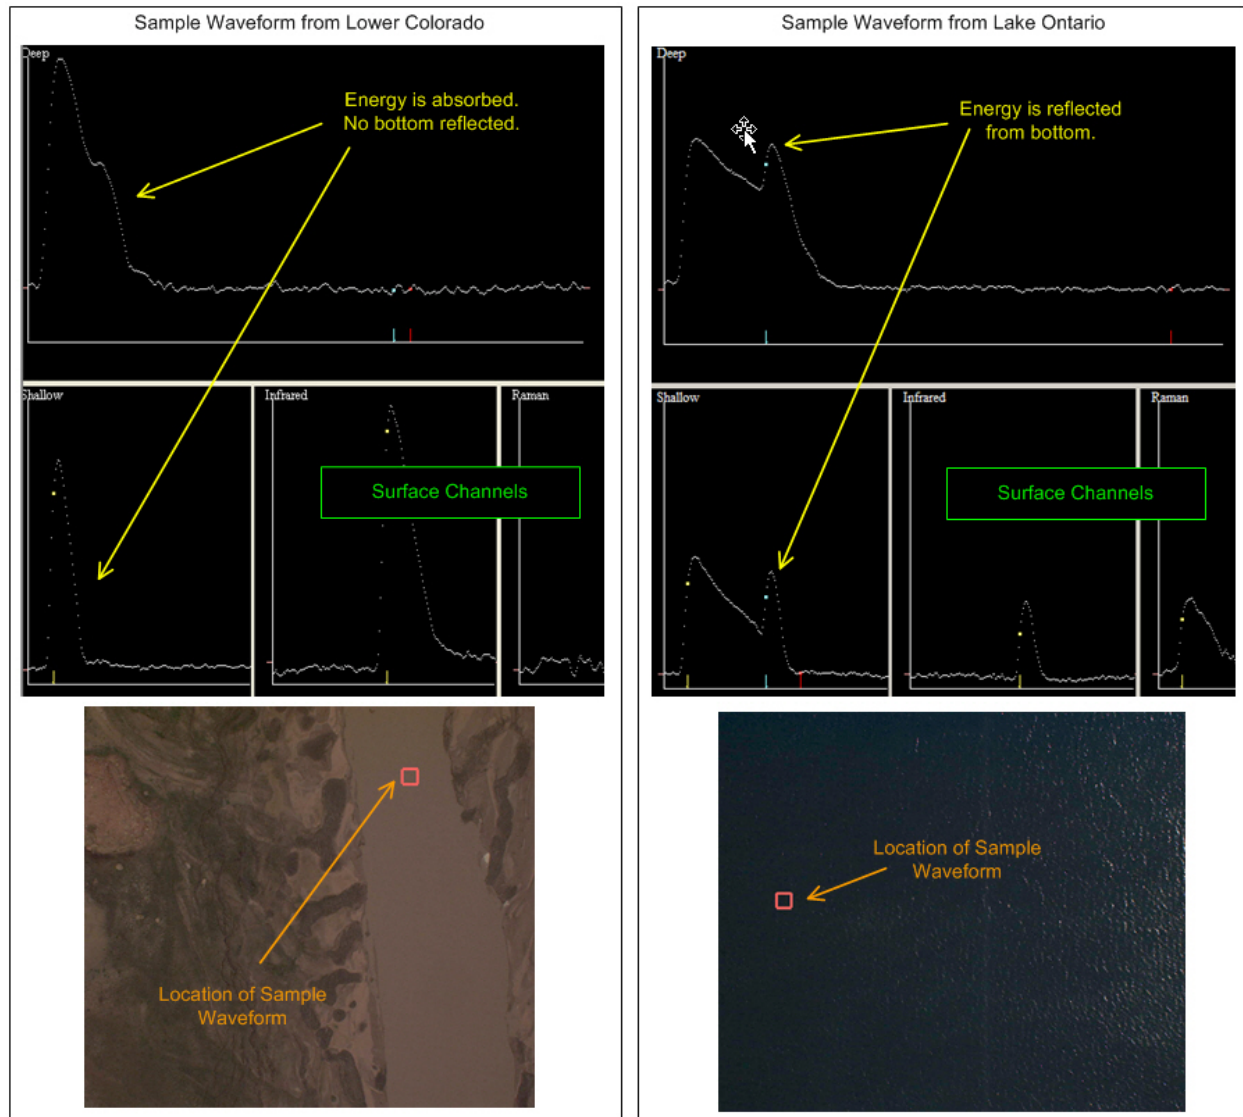 Sample Waveform from Lower Colorado
Deep
Energy is absorbed.
No bottom reflected.
Shallow
Infrared
Raman
Surface Channels
Location of Sample
Waveform
Sample Waveform from Lake Ontario
Deep
Energy is reflected
from bottom.
Shallow
Infrared
Raman
Surface Channels
Location of Sample
Waveform